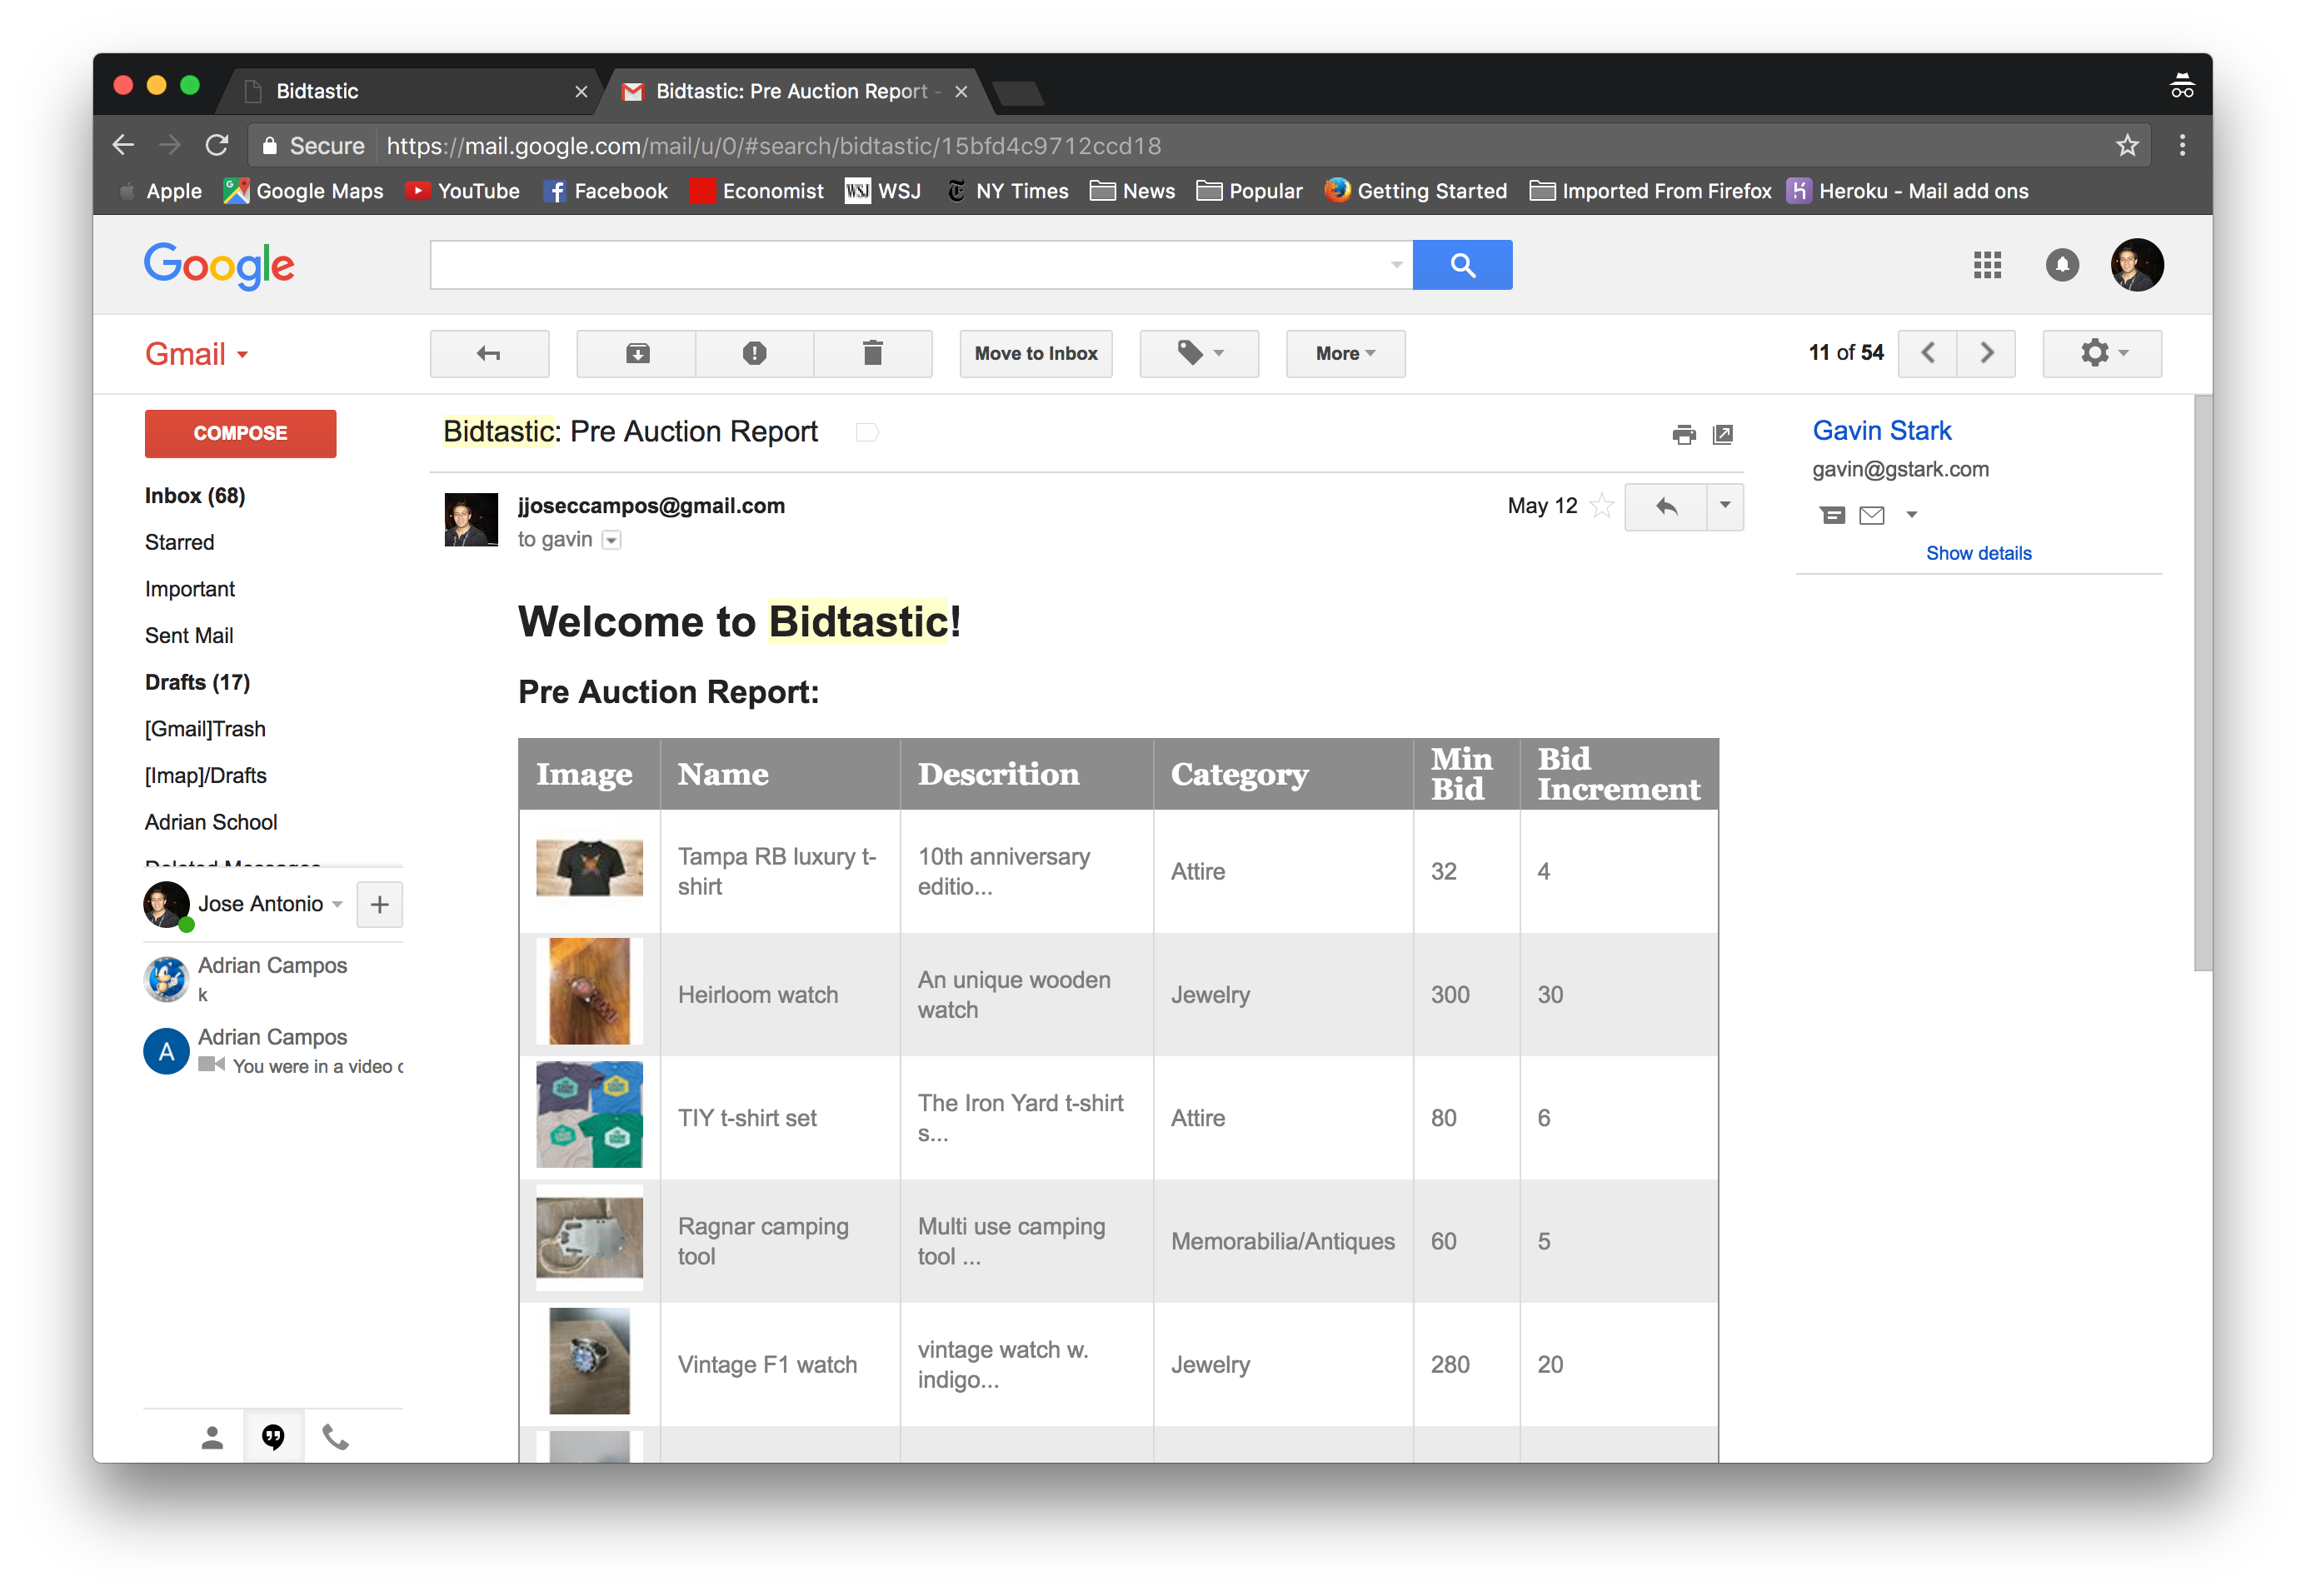 Bidtastic
Bidtastic: Pre Auction Report -
Secure https://mail.google.com/mail/u/0/#search/bidtastic/15bfd4c9712ccd18
Apple Google Maps YouTube Facebook Economist WSJ WSJ NY Times News Popular Getting Started Imported From Firefox Heroku - Mail add ons
Google
Gmail
Move to Inbox
More
11 of 54
COMPOSE
Inbox (68)
Starred
Important
Sent Mail
Drafts (17)
[Gmail]Trash
[Imap]/Drafts
Adrian School
Deleted Messages
Jose Antonio
Adrian Campos
k
A
Adrian Campos
You were in a video c
Bidtastic: Pre Auction Report
jjoseccampos@gmail.com
May 12
to gavin
Welcome to Bidtastic!
Pre Auction Report:
Image Name Descrition Category Min Bid Bid Increment
Tampa RB luxury t-
shirt
10th anniversary
editio...
Attire 32 4
Heirloom watch
An unique wooden
watch
Jewelry 300 30
TIY t-shirt set
The Iron Yard t-shirt
s...
Attire 80 6
Ragnar camping
tool
Multi use camping
tool ...
Memorabilia/Antiques 60 5
Vintage F1 watch
vintage watch w.
indigo...
Jewelry 280 20
Gavin Stark
gavin@gstark.com
Show details